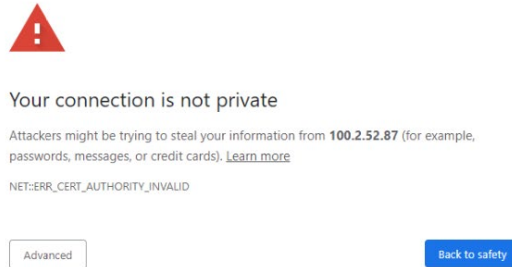 Your connection is not private
Attackers might be trying to steal your information from 100.2.52.87 (for example,
passwords, messages, or credit cards). Learn more
NET::ERR_CERT_AUTHORITY_INVALID
Advanced
Back to safety